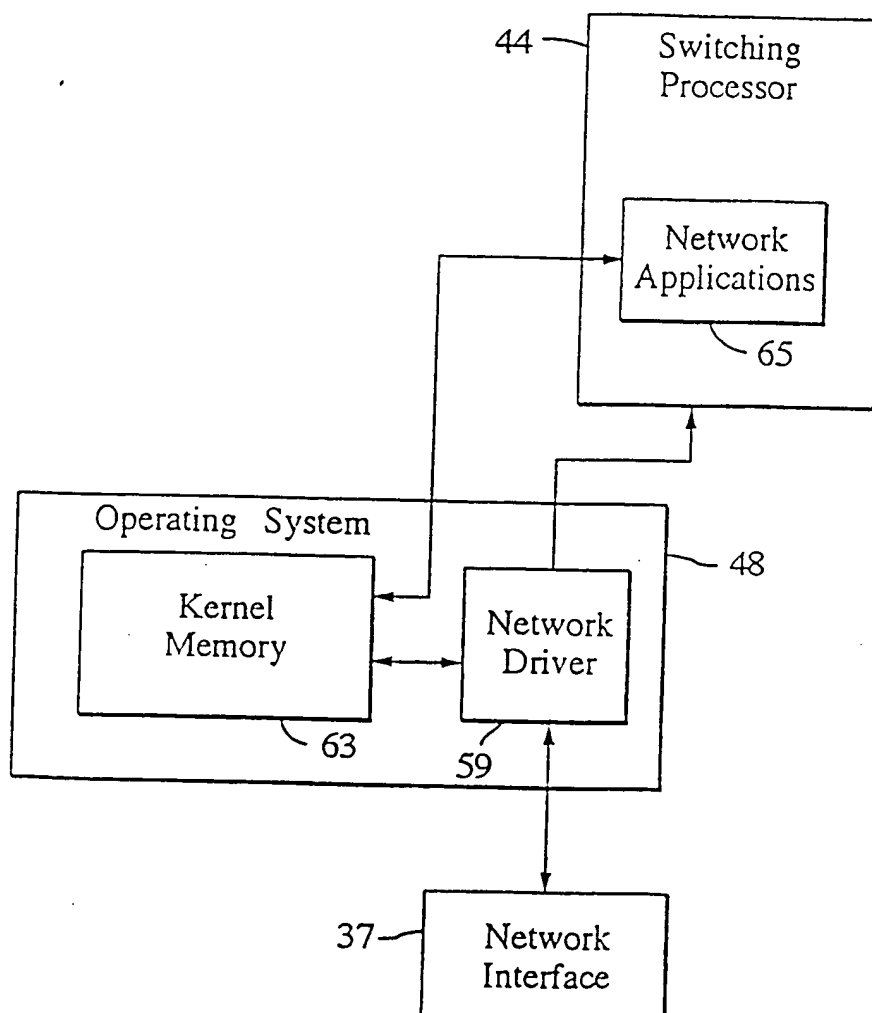 44
Switching
Processor
Network
Applications
65
Operating System
48
Kernel
Memory
Network
Driver
63
59
37
Network
Interface